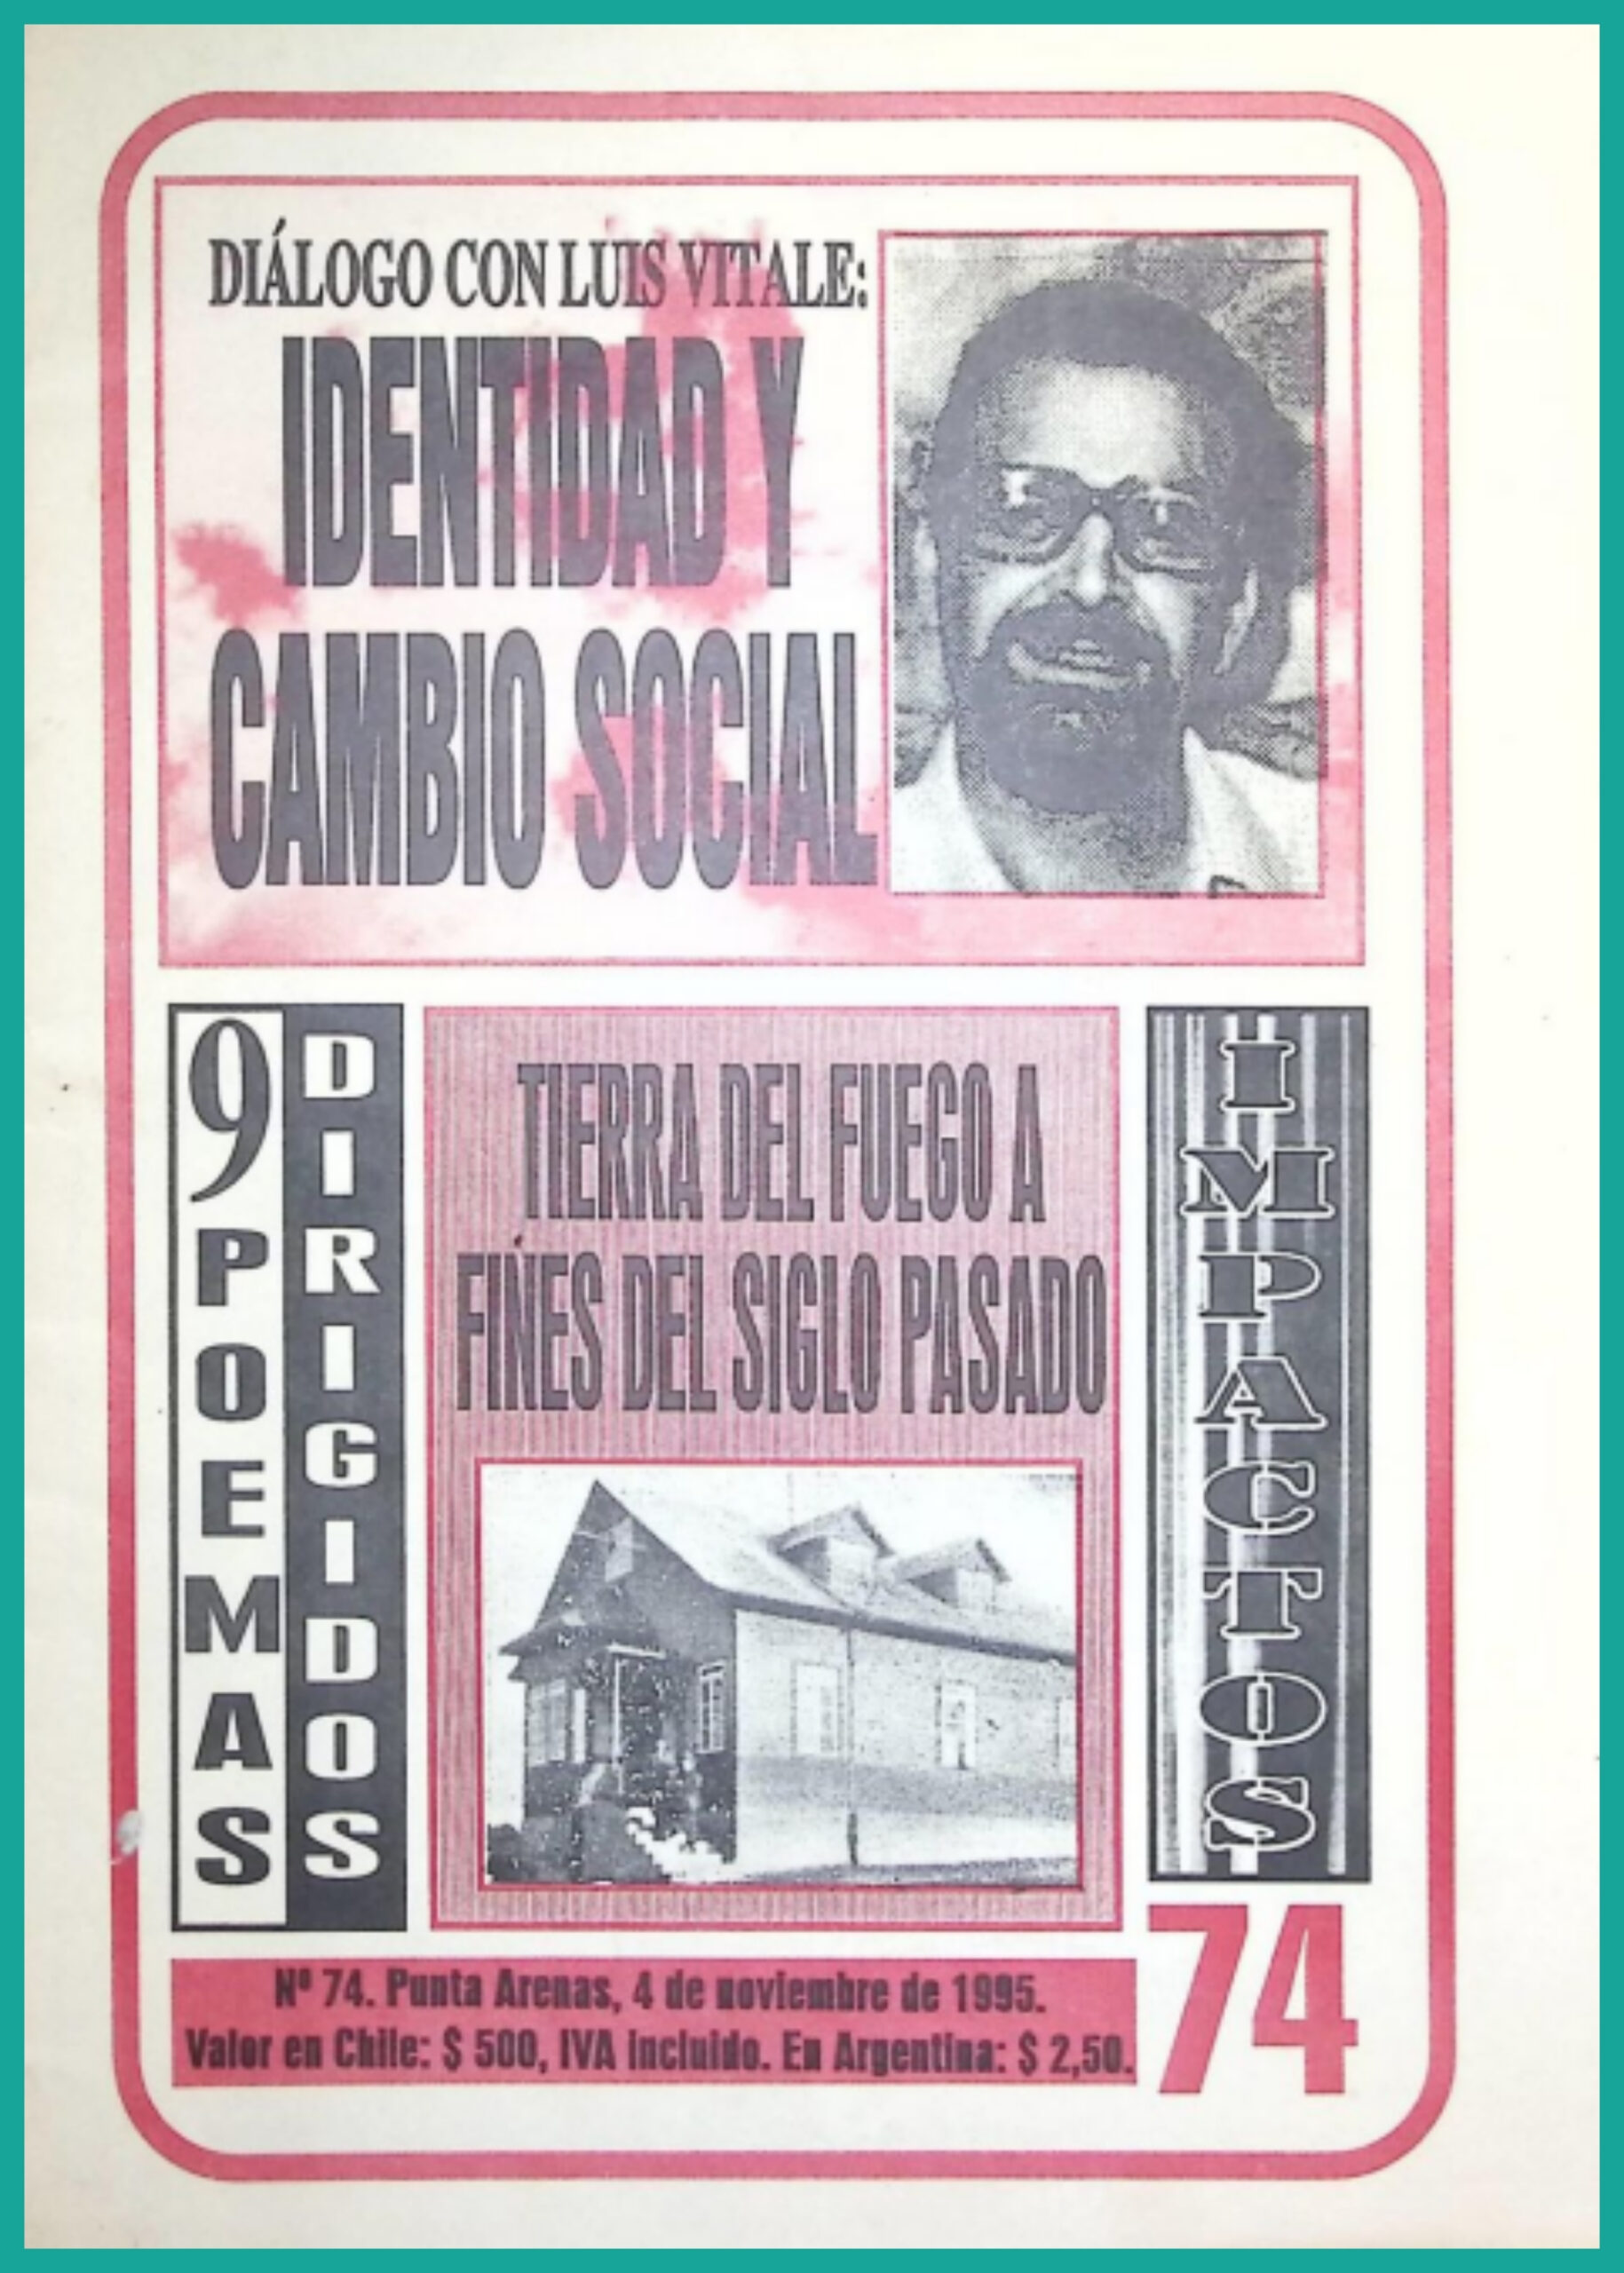 DIÁLOGO CON LUIS VITALE:
IDENTIDAD Y
CAMBIO SOCIAL
9 POEMAS
DIRIGIDOS
TIERRA DEL FUEGO A
FINES DEL SIGLO PASADO
IMPACTOS
74
Nº 74. Punta Arenas, 4 de noviembre de 1995.
Valor en Chile: $ 500, IVA incluido. En Argentina: $ 2,50.